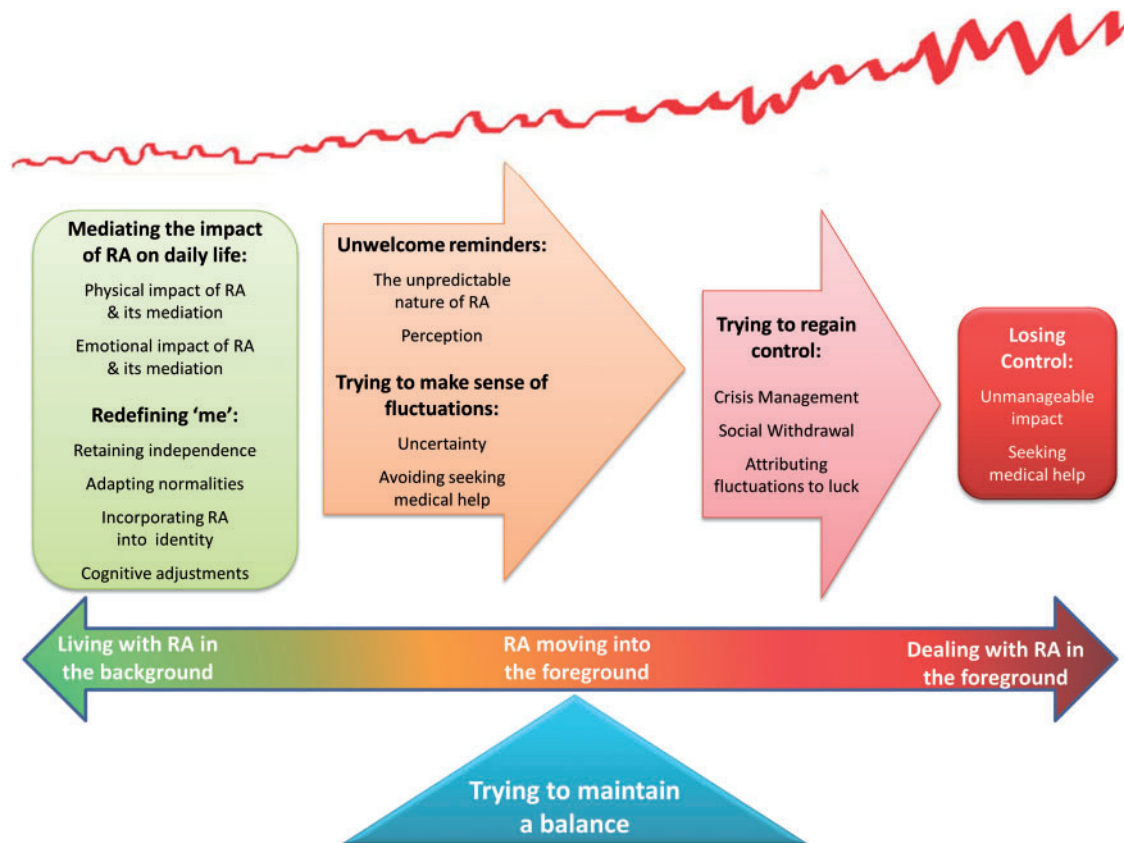 Mediating the impact
of RA on daily life:
Physical impact of RA
& its mediation
Emotional impact of RA
& its mediation
Redefining ‘me’:
Retaining independence
Adapting normalities
Incorporating RA
into identity
Cognitive adjustments
Unwelcome reminders:
The unpredictable
nature of RA
Perception
Trying to make sense of
fluctuations:
Uncertainty
Avoiding seeking
medical help
Trying to regain
control:
Crisis Management
Social Withdrawal
Attributing
fluctuations to luck
Losing
Control:
Unmanageable
impact
Seeking
medical help
Living with RA in
the background
RA moving into
the foreground
Dealing with RA in
the foreground
Trying to maintain
a balance